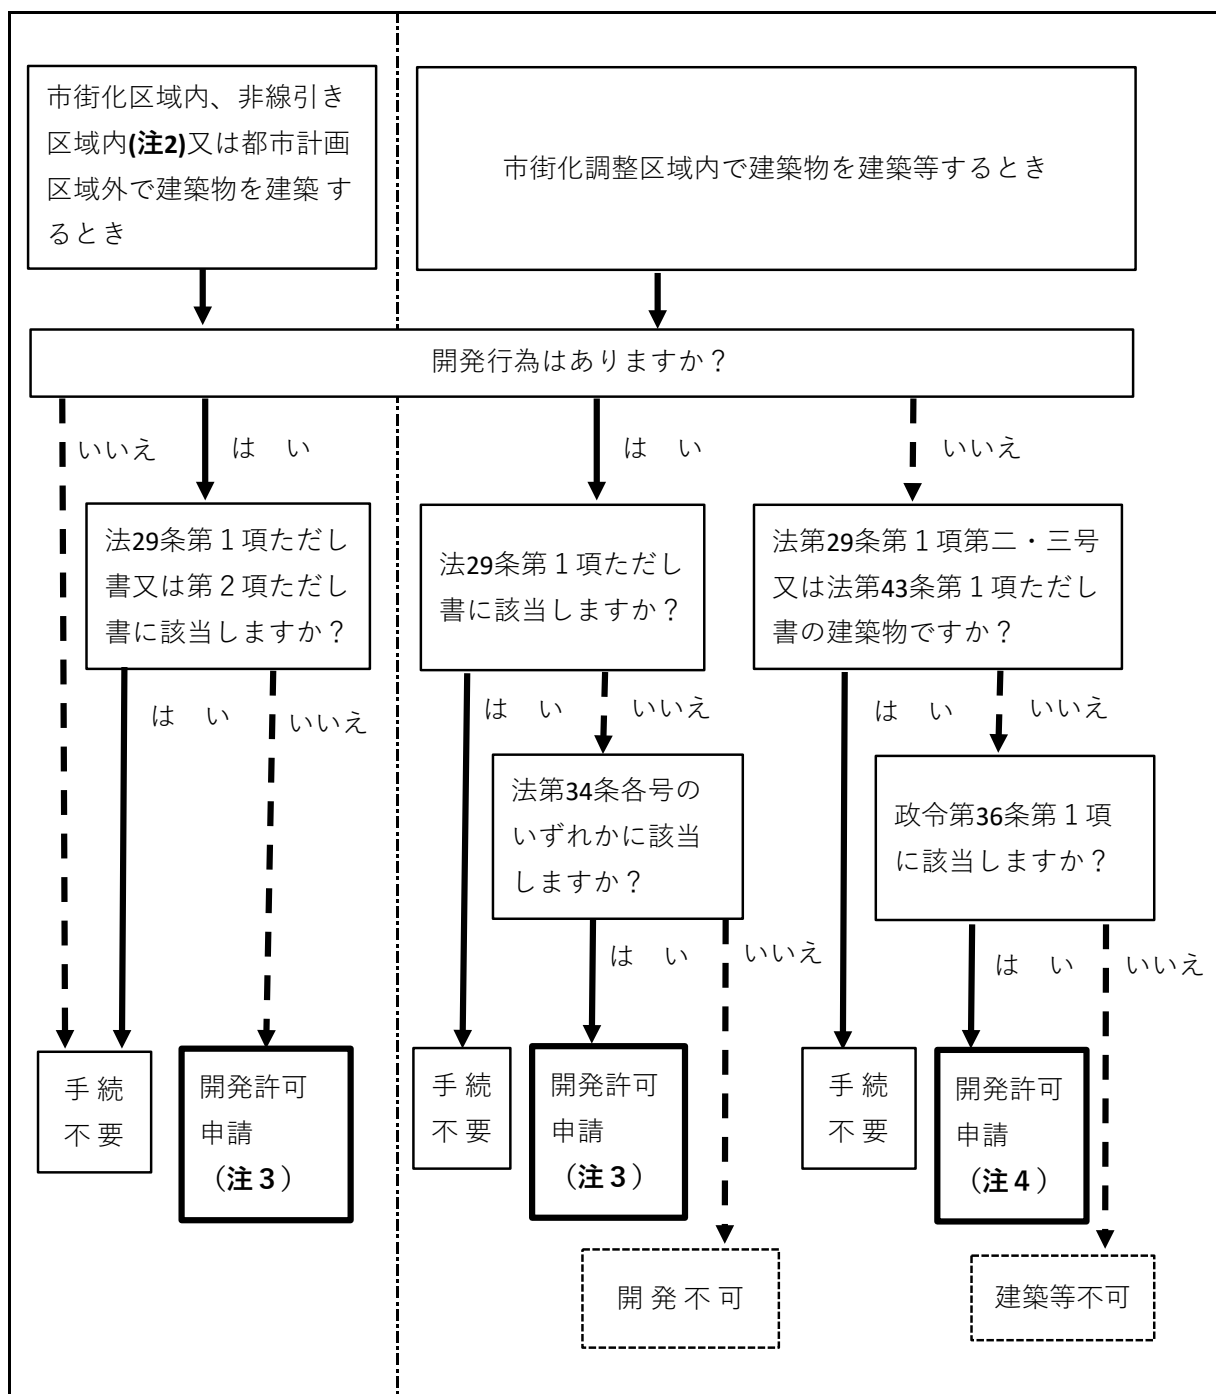 市街化区域内、非線引き
区域内(注2)又は都市計画
区域外で建築物を建築 す
るとき
市街化調整区域内で建築物を建築等するとき
開発行為はありますか？
いいえ
は　い
は　い
いいえ
法29条第１項ただし
書又は第２項ただし
書に該当しますか？
法29条第１項ただし
書に該当しますか？
法第29条第１項第二・三号
又は法第43条第１項ただし
書の建築物ですか？
は　い
いいえ
は　い
いいえ
は　い
いいえ
法第34条各号の
いずれかに該当
しますか？
政令第36条第１項
に該当しますか？
は　い
いいえ
は　い
いいえ
手 続
不 要
開発許可
申請
（注３）
手 続
不 要
開発許可
申請
（注３）
手 続
不 要
開発許可
申請
（注４）
開 発 不 可
建築等不可